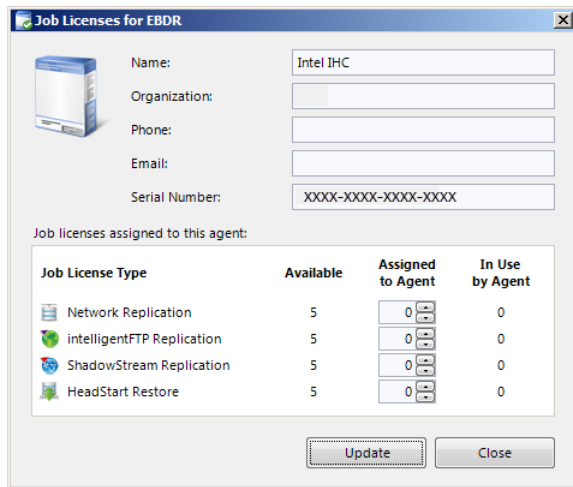 Job Licenses for EBDR
Name: Intel IHC
Organization:
Phone:
Email:
Serial Number: XXXX-XXXX-XXXX-XXXX
Job licenses assigned to this agent:
Job License Type Available Assigned to Agent In Use by Agent
Network Replication 5 0 0
intelligentFTP Replication 5 0 0
ShadowStream Replication 5 0 0
HeadStart Restore 5 0 0
Update Close